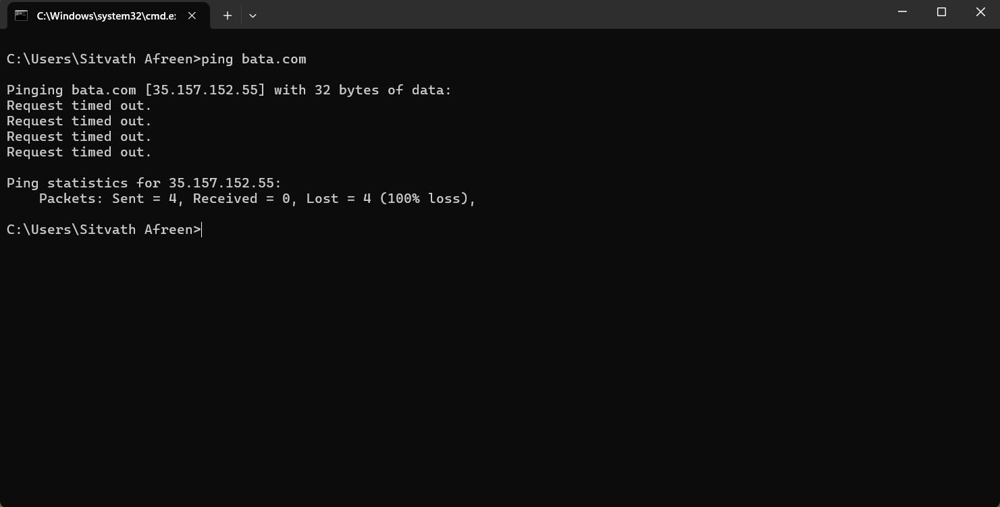 C:\Windows\system32\cmd.e
C:\Users\Sitvath Afreen>ping bata.com
Pinging bata.com [35.157.152.55] with 32 bytes of data:
Request timed out.
Request timed out.
Request timed out.
Request timed out.
Ping statistics for 35.157.152.55:
    Packets: Sent = 4, Received = 0, Lost = 4 (100% loss),
C:\Users\Sitvath Afreen>